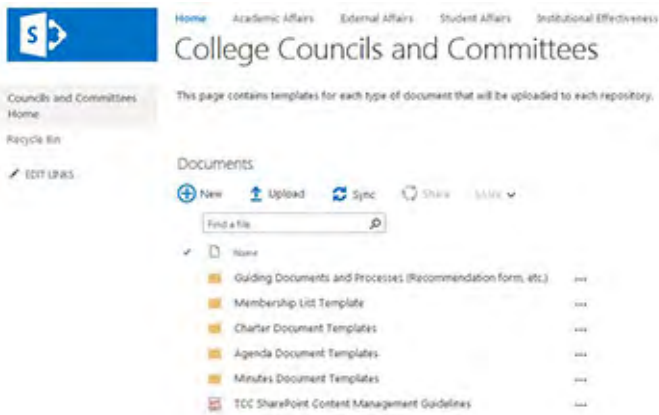 Home Academic Affairs External Affairs Student Affairs Institutional Effectiveness
S
College Councils and Committees
Councils and Committees
Home
Recycle Bin
EDIT LINKS
This page contains templates for each type of document that will be uploaded to each repository.
Documents
New Upload Sync Share More
Find a file
Name
Guiding Documents and Processes (Recommendation form, etc.) ...
Membership List Template ...
Charter Document Templates ...
Agenda Document Templates ...
Minutes Document Templates ...
TCC SharePoint Content Management Guidelines ...